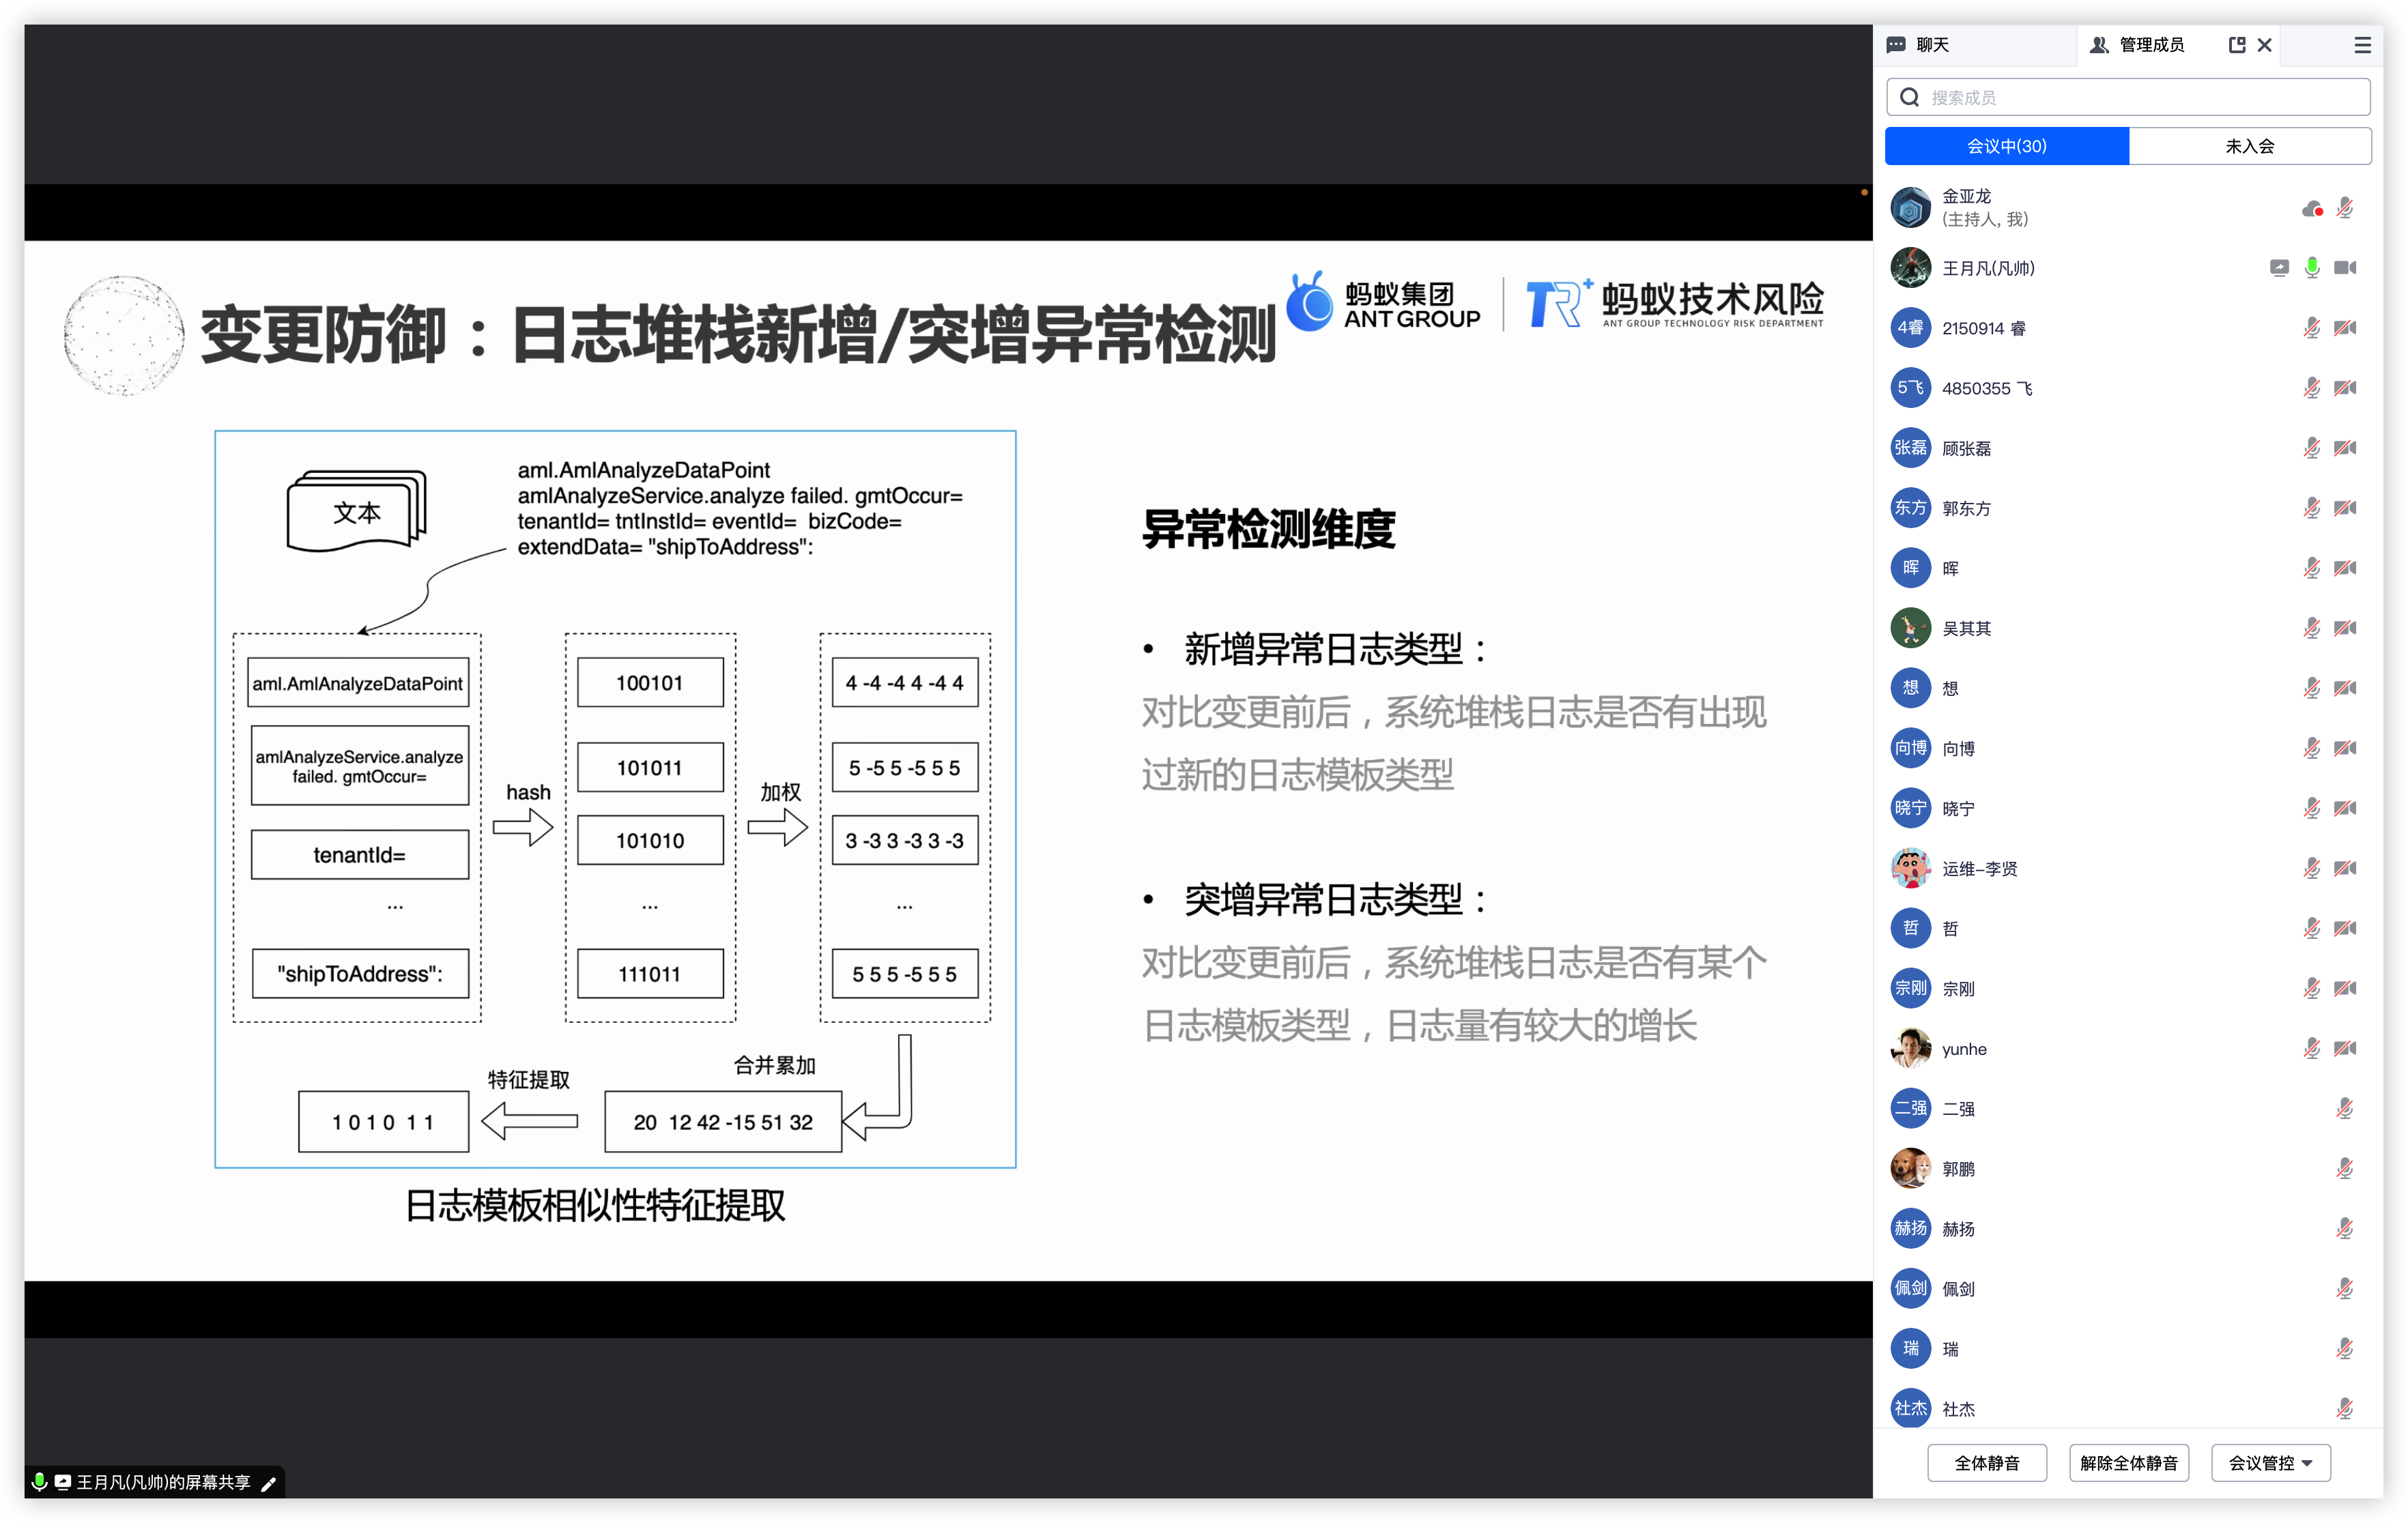 变更防御：日志堆栈新增/突增异常检测
蚂蚁集团
ANT GROUP
TR+
蚂蚁技术风险
ANT GROUP TECHNOLOGY RISK DEPARTMENT
文本
aml.AmlAnalyzeDataPoint
amlAnalyzeService.analyze failed. gmtOccur=
tenantId= tntInstId= eventId= bizCode=
extendData= "shipToAddress":
aml.AmlAnalyzeDataPoint
amlAnalyzeService.analyze
failed. gmtOccur=
tenantId=
...
"shipToAddress":
hash
100101
101011
101010
...
111011
加权
4 -4 -4 4 -4 4
5 -5 5 -5 5 5
3 -3 3 -3 3 -3
...
5 5 5 -5 5 5
合并累加
20 12 42 -15 51 32
特征提取
1 0 1 0 1 1
日志模板相似性特征提取
异常检测维度
• 新增异常日志类型：
对比变更前后，系统堆栈日志是否有出现
过新的日志模板类型
• 突增异常日志类型：
对比变更前后，系统堆栈日志是否有某个
日志模板类型，日志量有较大的增长
王月凡(凡帅)的屏幕共享
聊天
管理成员
搜索成员
会议中(30)
未入会
金亚龙
(主持人, 我)
王月凡(凡帅)
4睿
2150914 睿
5飞
4850355 飞
张磊
顾张磊
东方
郭东方
晖
晖
吴其其
想
想
向博
向博
晓宁
晓宁
运维–李贤
哲
哲
宗刚
宗刚
yunhe
二强
二强
郭鹏
赫扬
赫扬
佩剑
佩剑
瑞
瑞
社杰
社杰
全体静音
解除全体静音
会议管控